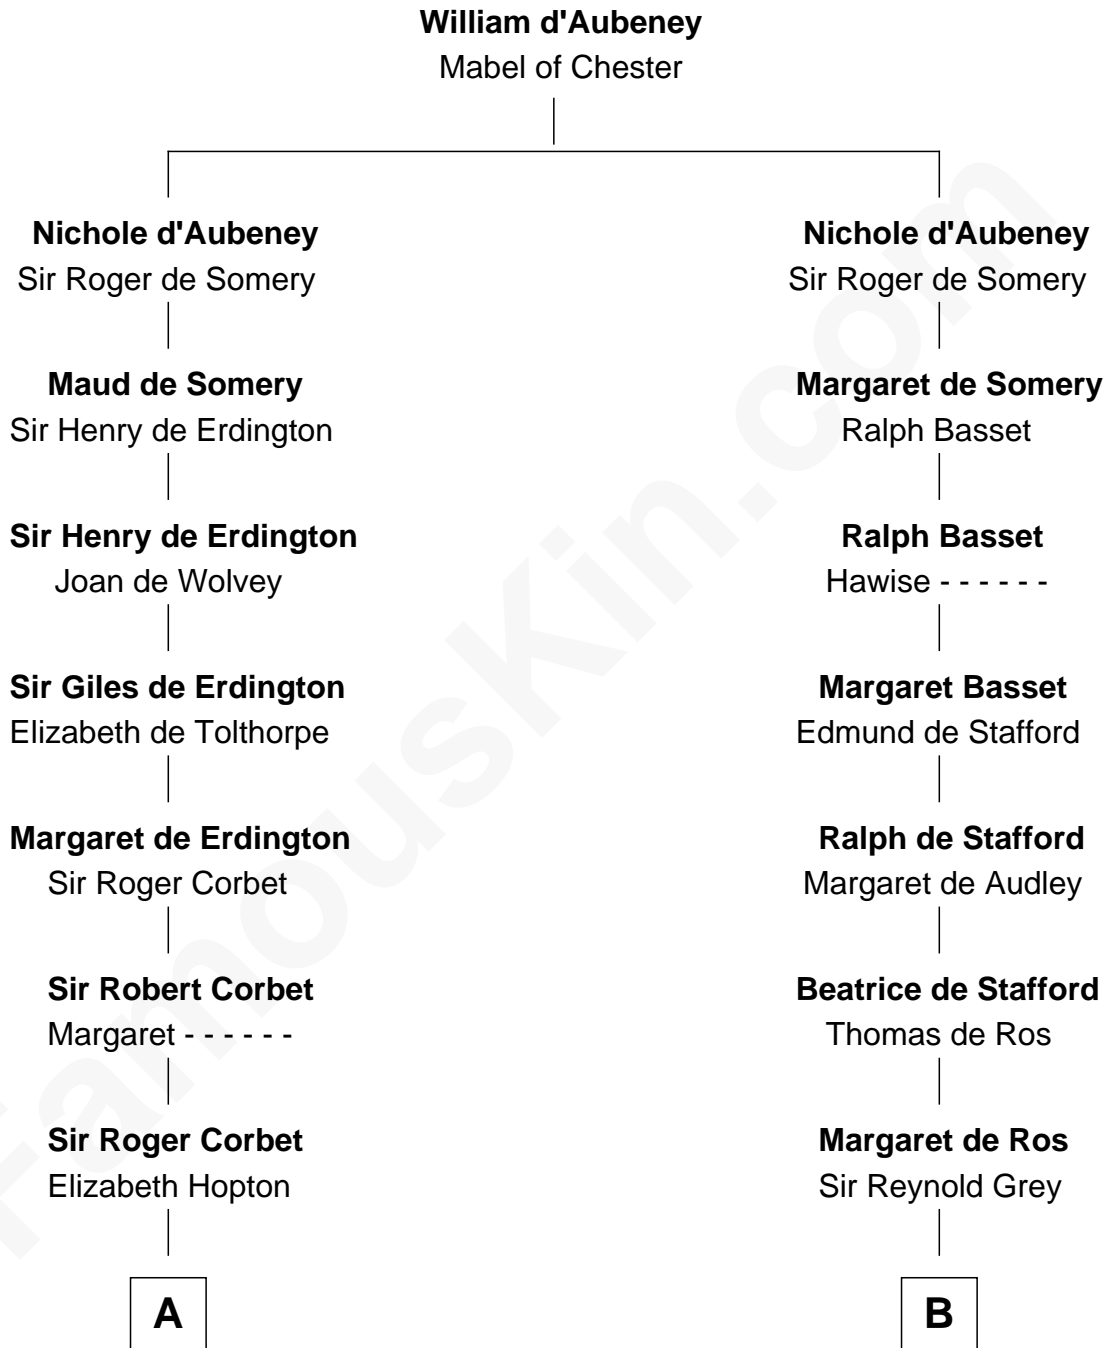 William d'Aubeney
Mabel of Chester
Nichole d'Aubeney
Sir Roger de Somery
Nichole d'Aubeney
Sir Roger de Somery
Maud de Somery
Sir Henry de Erdington
Margaret de Somery
Ralph Basset
Sir Henry de Erdington
Joan de Wolvey
Ralph Basset
Hawise - - - - - -
Sir Giles de Erdington
Elizabeth de Tolthorpe
Margaret Basset
Edmund de Stafford
Margaret de Erdington
Sir Roger Corbet
Ralph de Stafford
Margaret de Audley
Sir Robert Corbet
Margaret - - - - - -
Beatrice de Stafford
Thomas de Ros
Sir Roger Corbet
Elizabeth Hopton
Margaret de Ros
Sir Reynold Grey
A
B
FamousKin.com